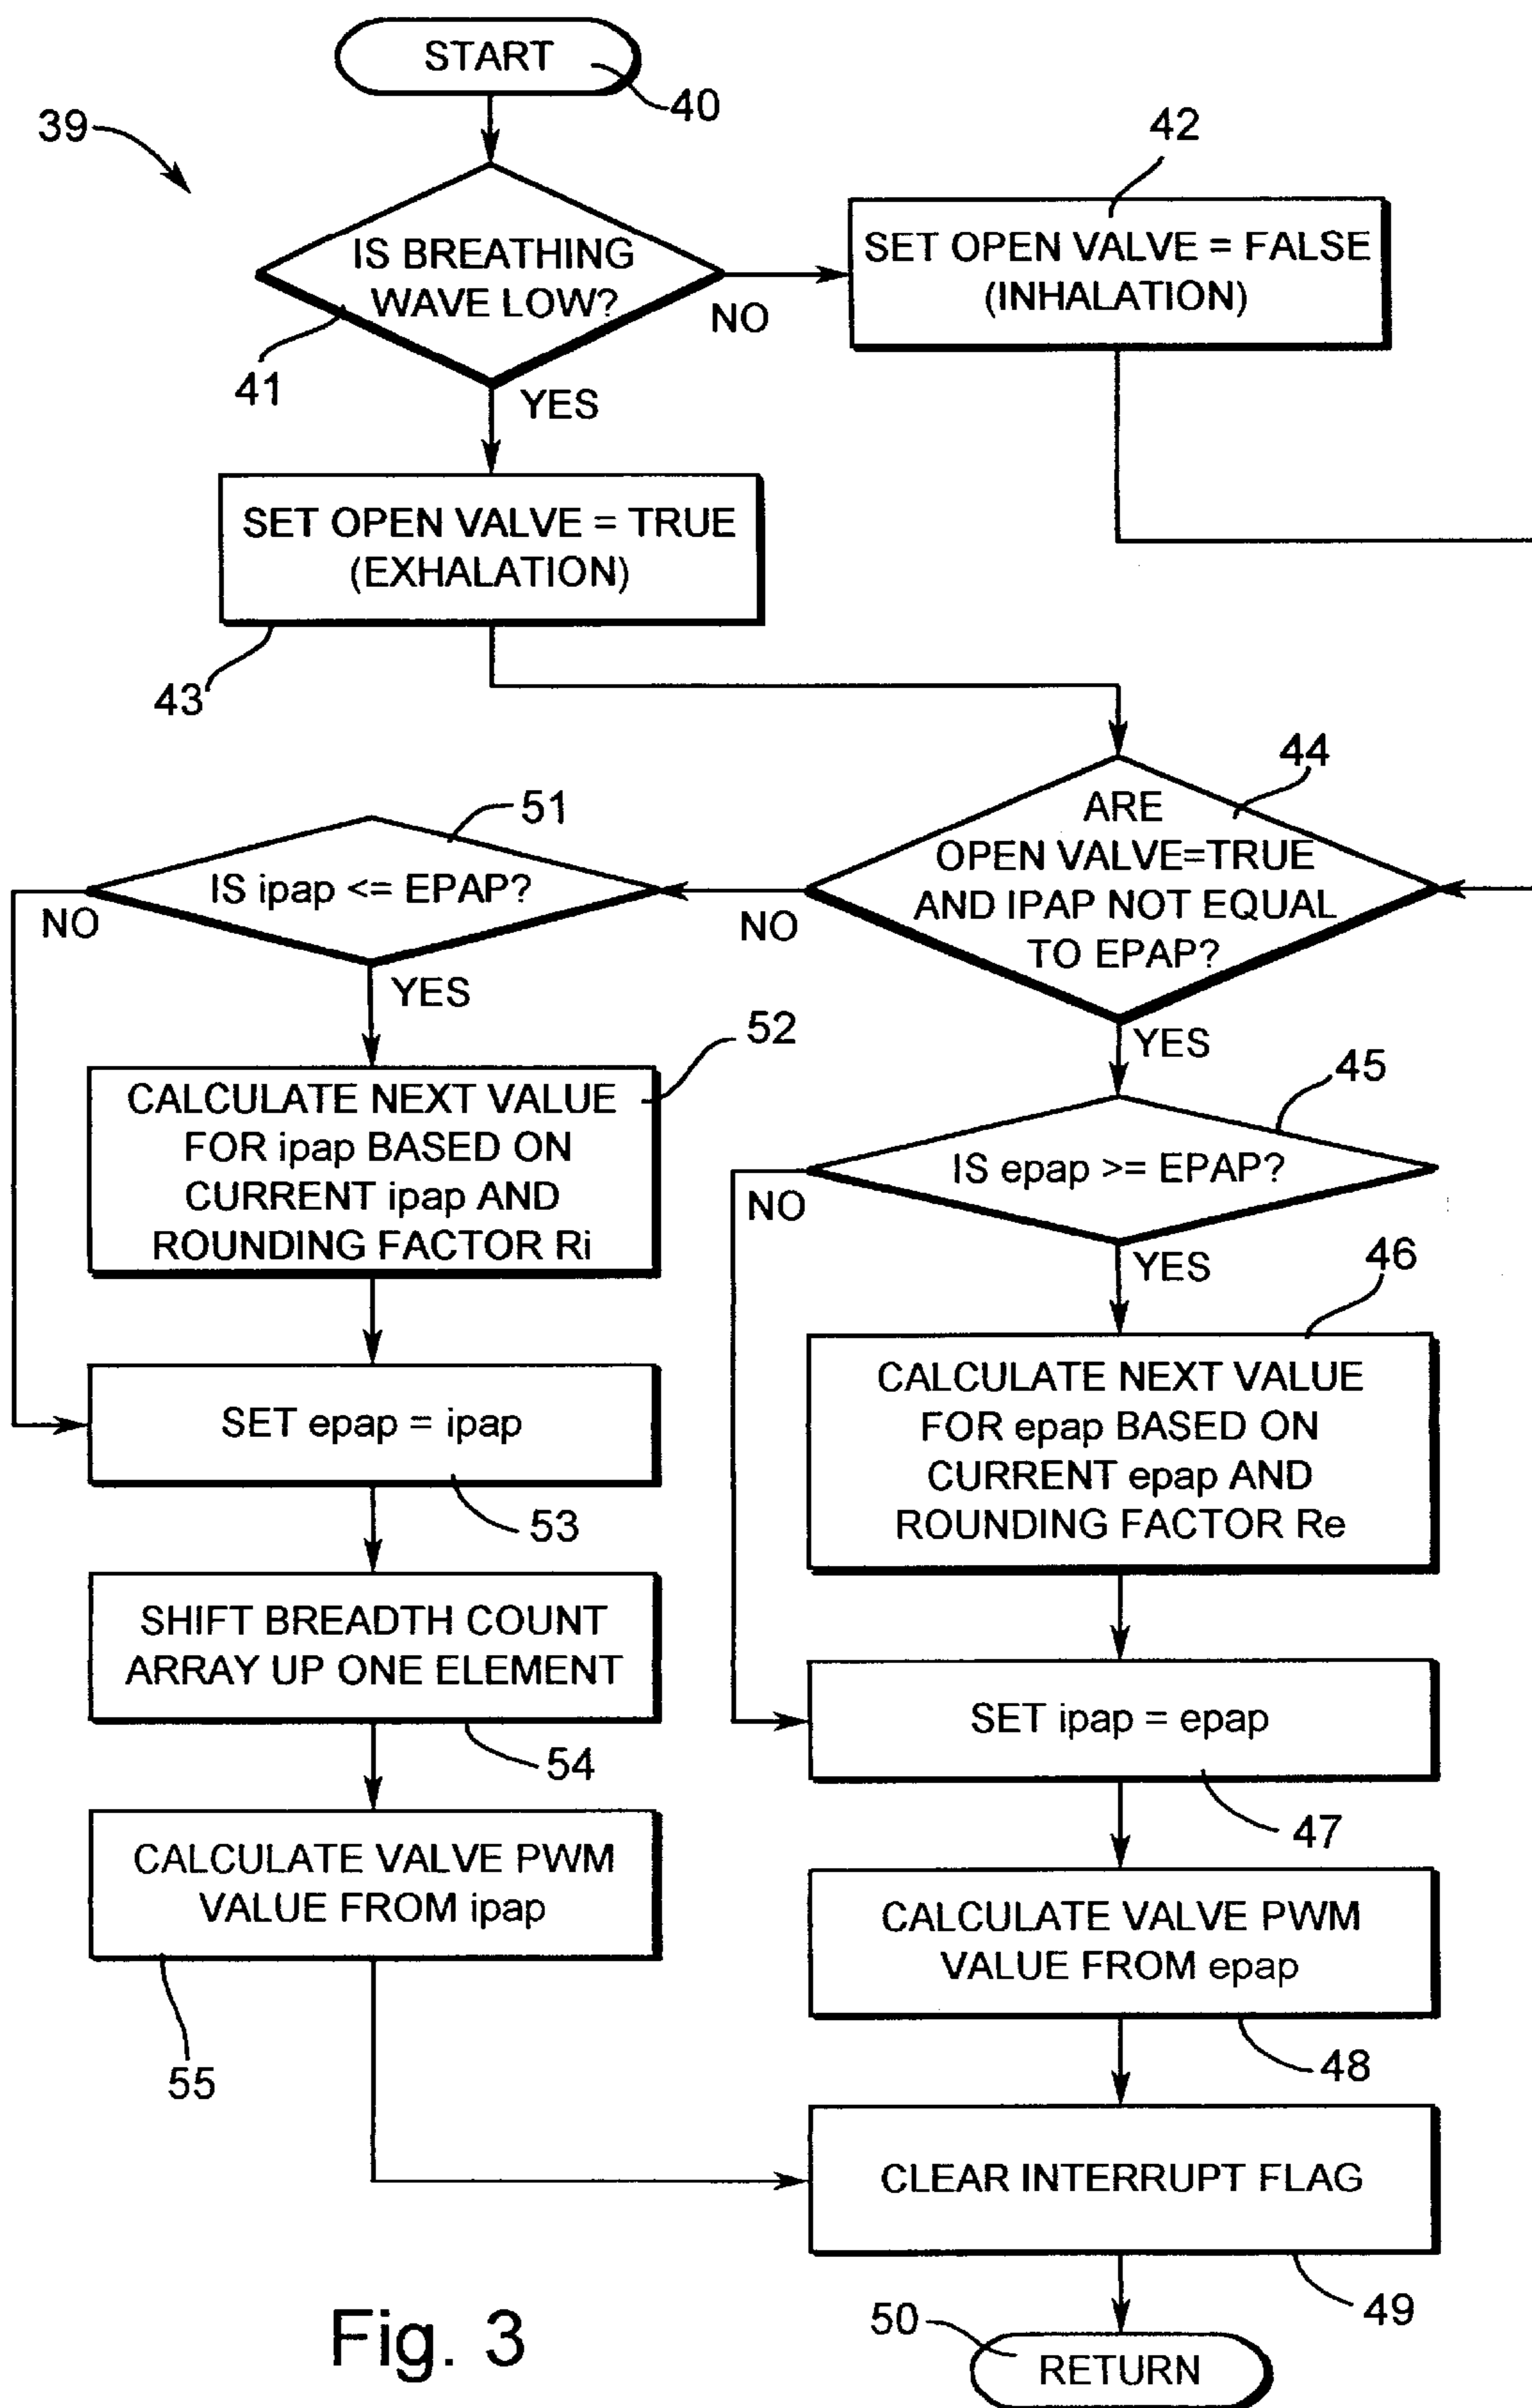 START
40
39
42
IS BREATHING
WAVE LOW?
NO
SET OPEN VALVE = FALSE
(INHALATION)
41
YES
SET OPEN VALVE = TRUE
(EXHALATION)
43
44
ARE
OPEN VALVE=TRUE
AND IPAP NOT EQUAL
TO EPAP?
NO
YES
51
IS ipap <= EPAP?
NO
YES
52
CALCULATE NEXT VALUE
FOR ipap BASED ON
CURRENT ipap AND
ROUNDING FACTOR Ri
45
IS epap >= EPAP?
NO
YES
46
CALCULATE NEXT VALUE
FOR epap BASED ON
CURRENT epap AND
ROUNDING FACTOR Re
SET epap = ipap
53
SHIFT BREADTH COUNT
ARRAY UP ONE ELEMENT
54
SET ipap = epap
47
CALCULATE VALVE PWM
VALUE FROM ipap
55
CALCULATE VALVE PWM
VALUE FROM epap
48
CLEAR INTERRUPT FLAG
49
50
RETURN
Fig. 3